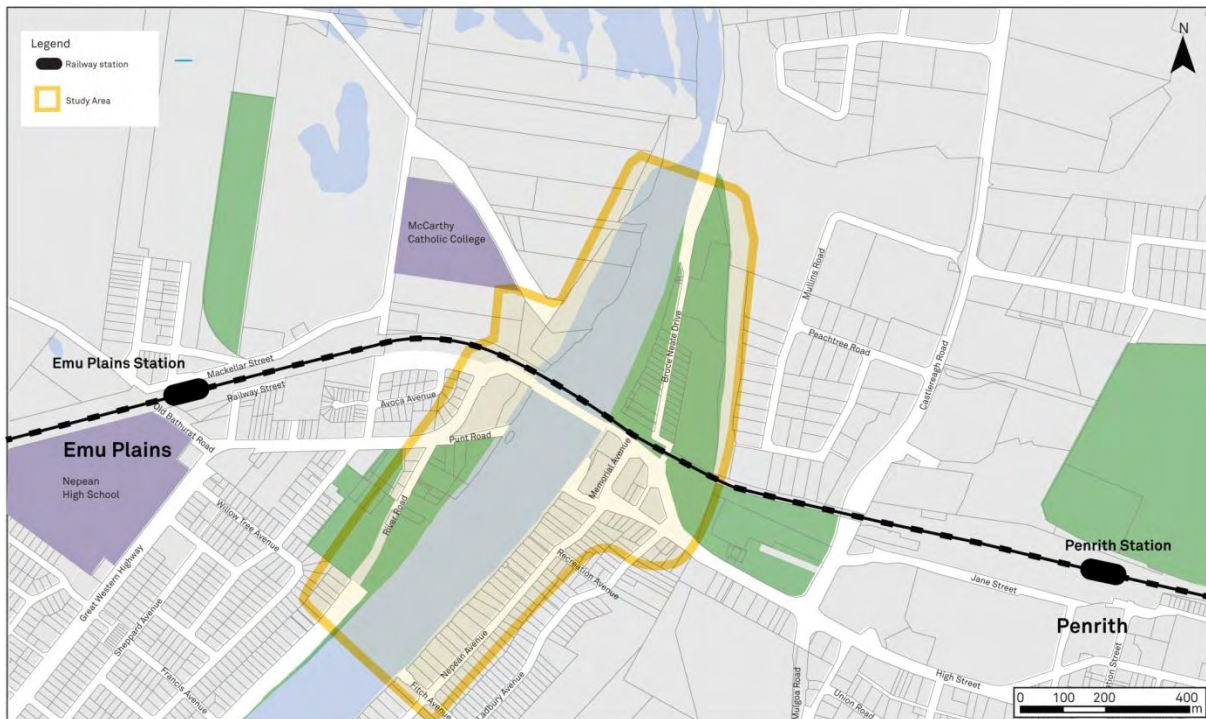 Legend
Railway station
Study Area
N
McCarthy
Catholic College
Mullins Road
Peachtree Road
Castlereagh Road
Bruce Neale Drive
Emu Plains Station
Mackellar Street
Railway Street
Avoca Avenue
Old Bathurst Road
Punt Road
Emu Plains
Nepean
High School
Memorial Avenue
River Road
Willow Tree Avenue
Great Western Highway
Sheppard Avenue
Francis Avenue
Recreation Avenue
Nepean Avenue
Fitch Avenue
Penrith Station
Jane Street
Penrith
High Street
Mulgoa Road
Union Road
0 100 200 400
m